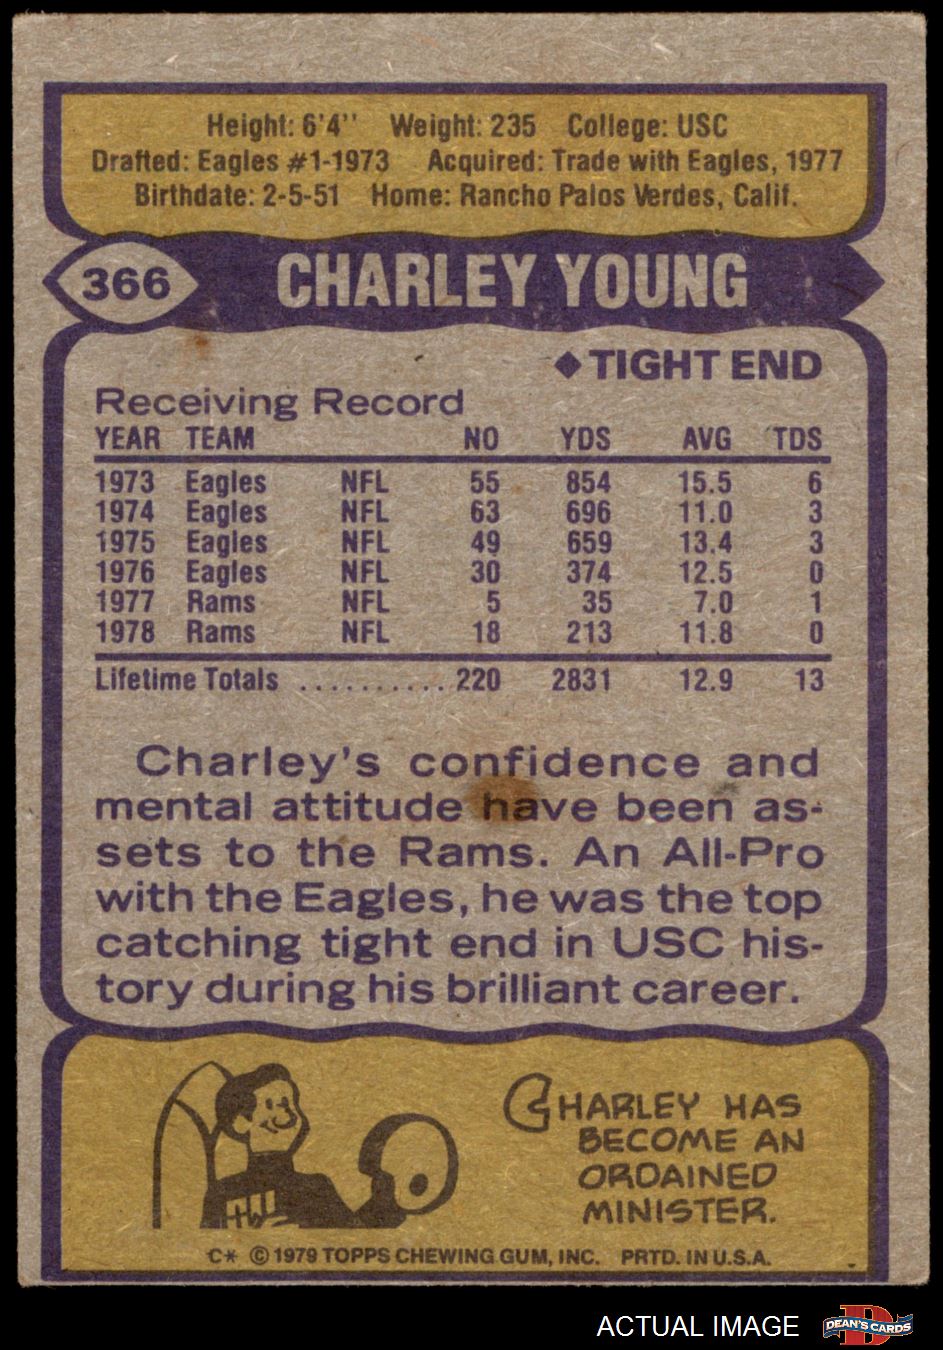 Height: 6'4'' Weight: 235 College: USC
Drafted: Eagles #1-1973 Acquired: Trade with Eagles, 1977
Birthdate: 2-5-51 Home: Rancho Palos Verdes, Calif.
366 CHARLEY YOUNG
◆TIGHT END
Receiving Record
YEAR TEAM NO YDS AVG TDS
1973 Eagles NFL 55 854 15.5 6
1974 Eagles NFL 63 696 11.0 3
1975 Eagles NFL 49 659 13.4 3
1976 Eagles NFL 30 374 12.5 0
1977 Rams NFL 5 35 7.0 1
1978 Rams NFL 18 213 11.8 0
Lifetime Totals .......... 220 2831 12.9 13
Charley's confidence and
mental attitude have been as-
sets to the Rams. An All-Pro
with the Eagles, he was the top
catching tight end in USC his-
tory during his brilliant career.
CHARLEY HAS
BECOME AN
ORDAINED
MINISTER.
C* © 1979 TOPPS CHEWING GUM, INC. PRTD. IN U.S.A.
ACTUAL IMAGE D DEAN'S CARDS